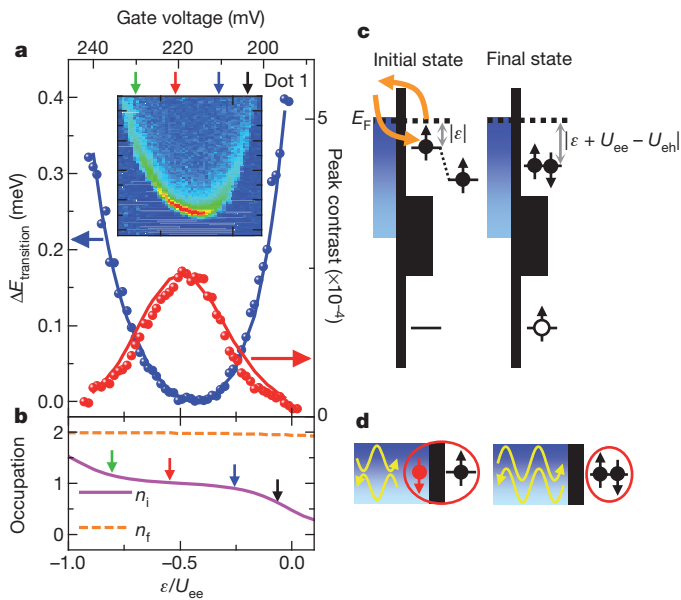 Gate voltage (mV)
a 240 220 200
Dot 1
0.4
0.3
0.2
0.1
0.0
ΔE_transition (meV)
5
0
Peak contrast (×10⁻⁴)
b
2
1
0
Occupation
n_i
n_f
-1.0 -0.5 0.0
ε/U_ee
c
Initial state Final state
E_F
|ε|
|ε + U_ee – U_eh|
d